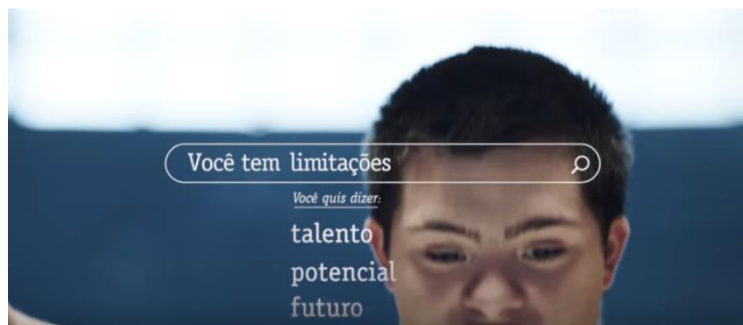 Você tem limitações
Você quis dizer:
talento
potencial
futuro